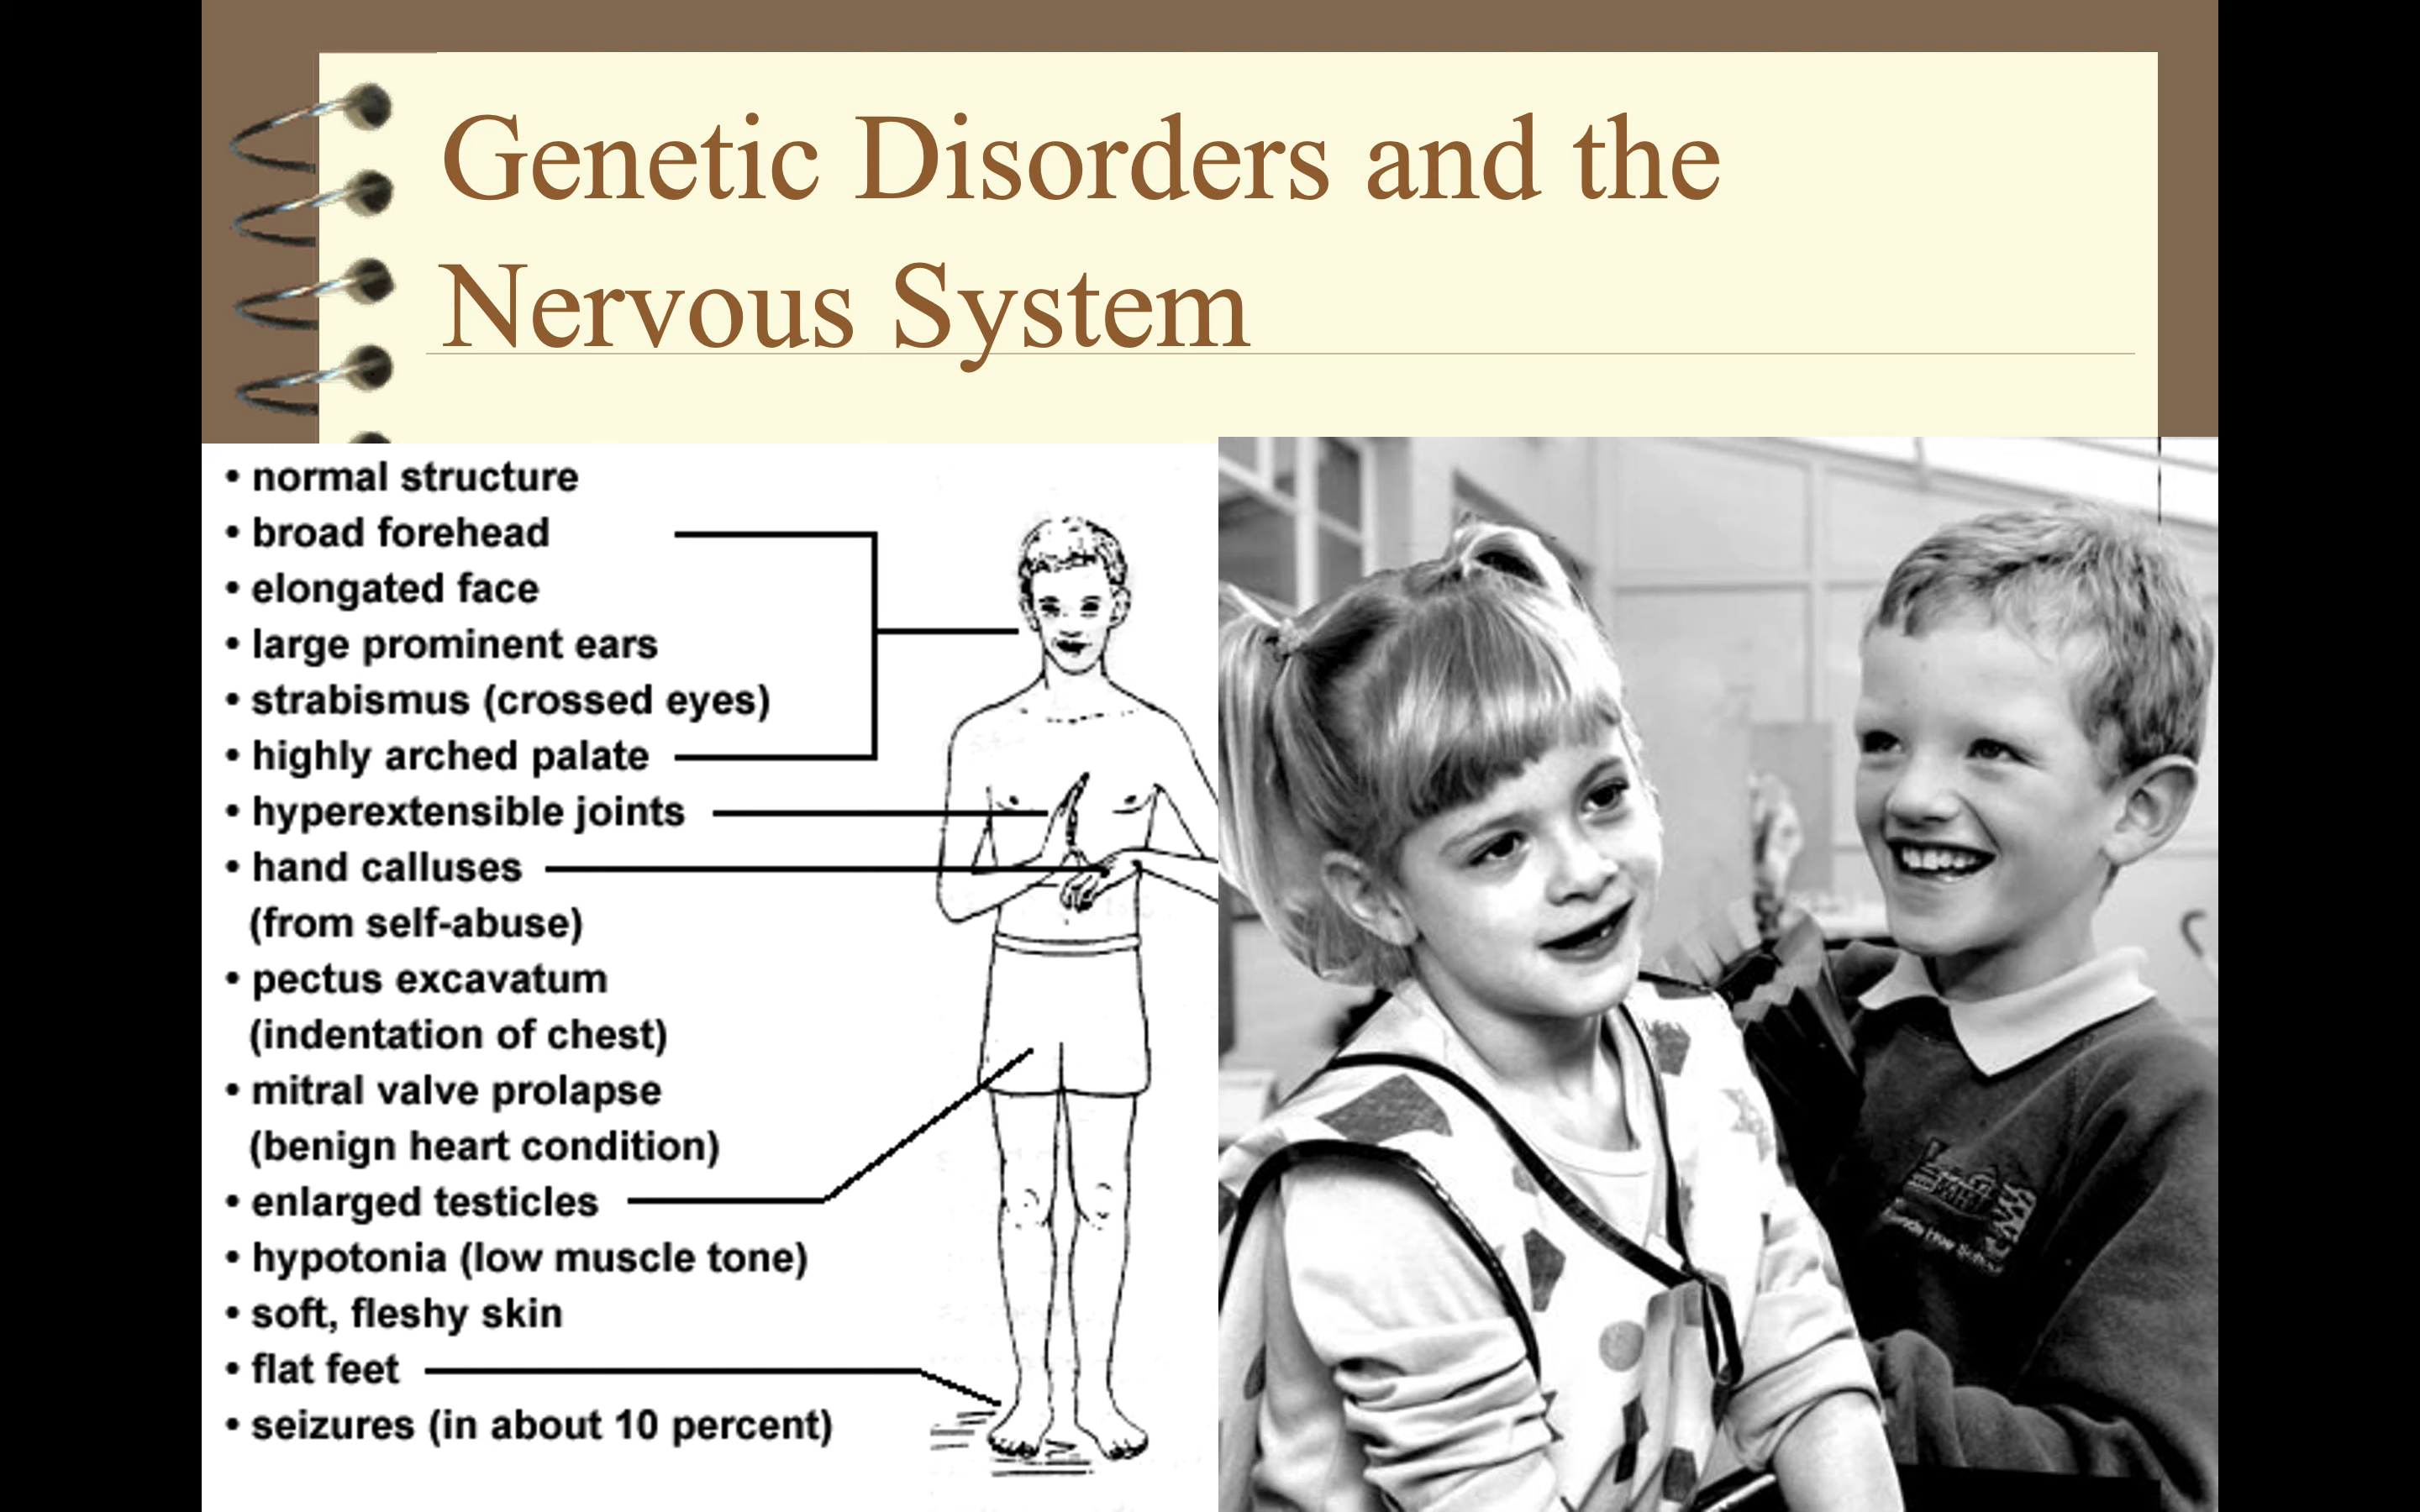 Genetic Disorders and the
Nervous System
• normal structure
• broad forehead
• elongated face
• large prominent ears
• strabismus (crossed eyes)
• highly arched palate
• hyperextensible joints
• hand calluses
(from self-abuse)
• pectus excavatum
(indentation of chest)
• mitral valve prolapse
(benign heart condition)
• enlarged testicles
• hypotonia (low muscle tone)
• soft, fleshy skin
• flat feet
• seizures (in about 10 percent)